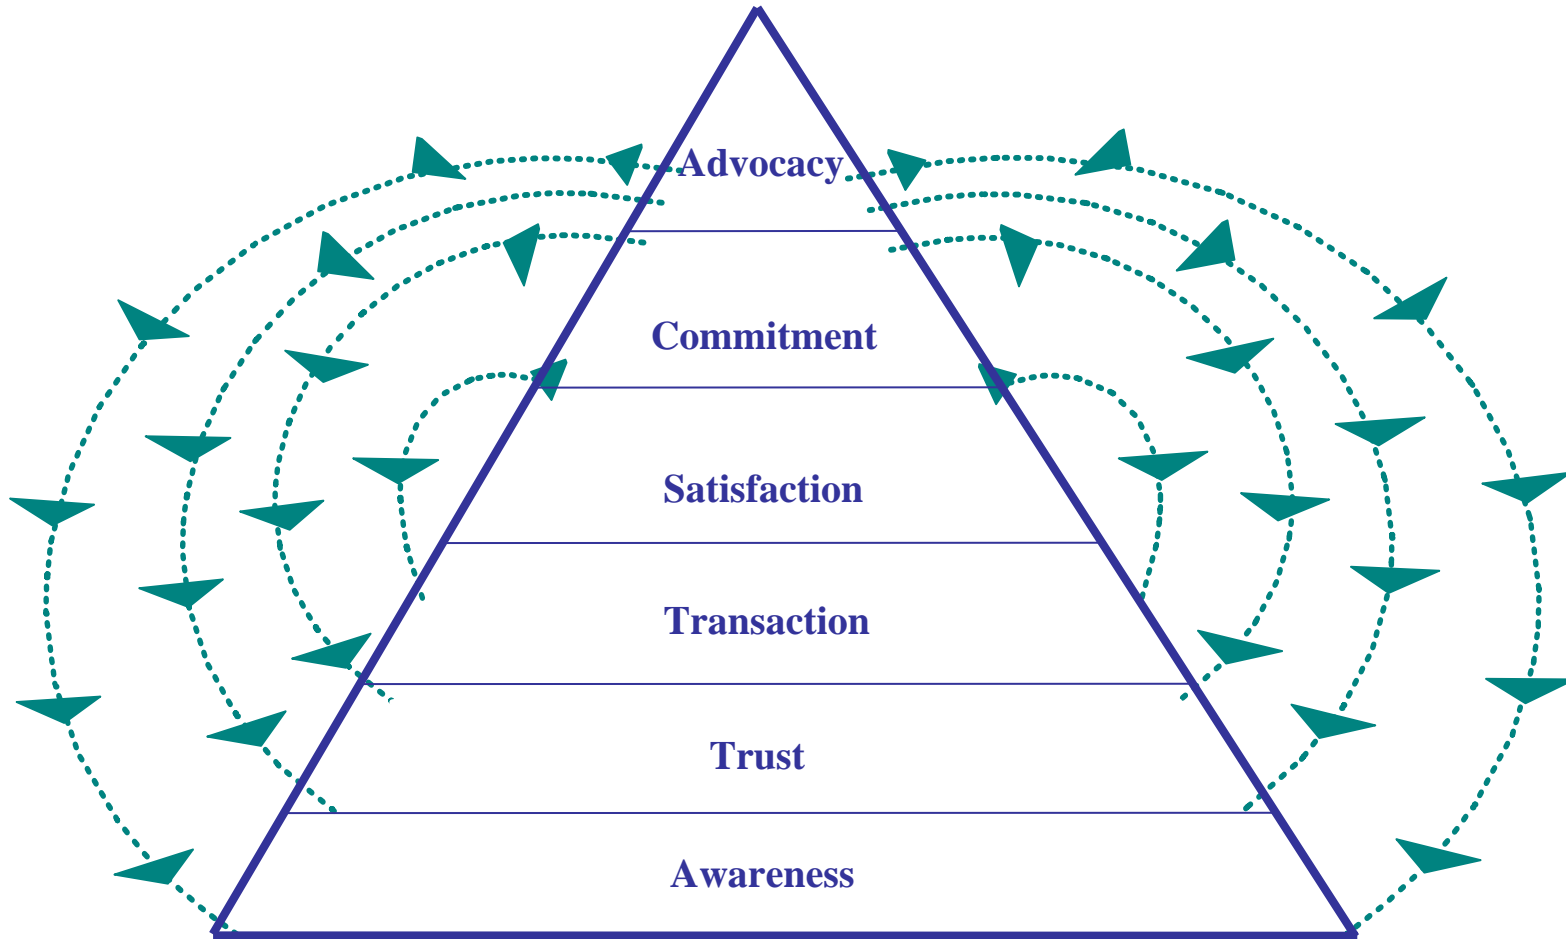 Advocacy
Commitment
Satisfaction
Transaction
Trust
Awareness